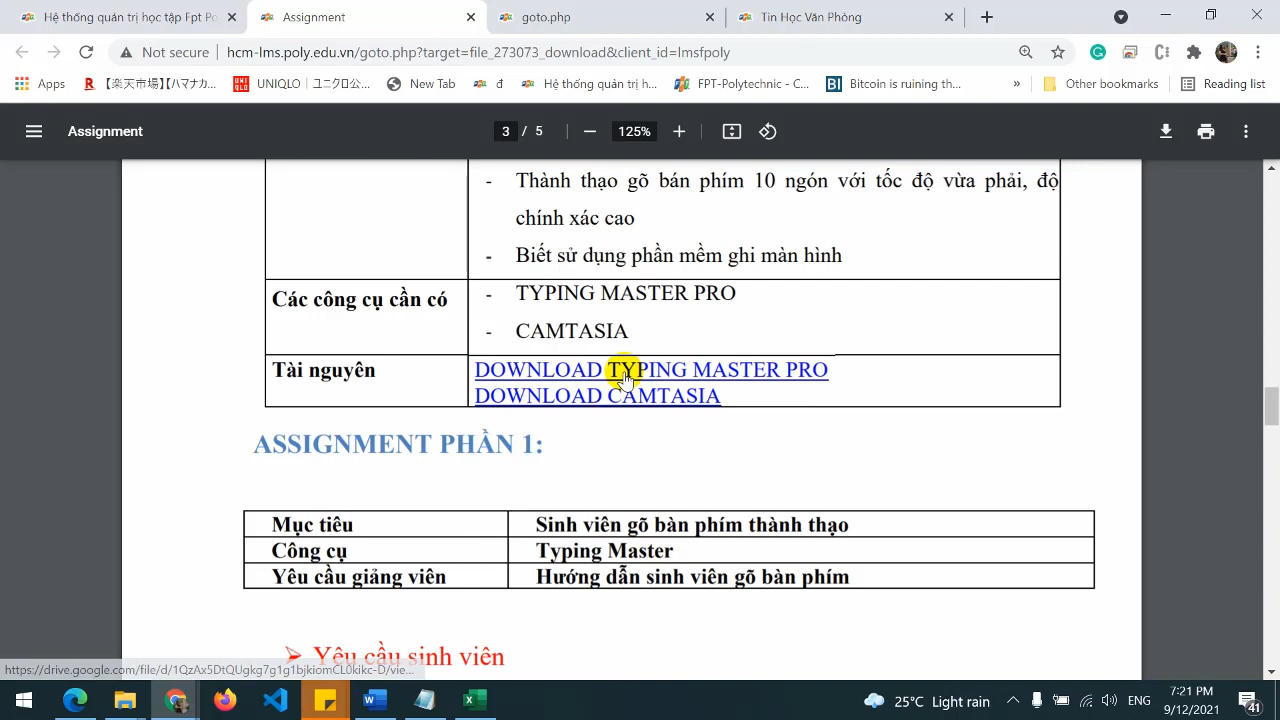 Hệ thống quản trị học tập Fpt Po
Assignment
goto.php
Tin Học Văn Phòng
Not secure
hcm-lms.poly.edu.vn/goto.php?target=file_273073_download&client_id=lmsfpoly
Apps
【楽天市場】【ハマナカ...
UNIQLO | ユニクロ公...
New Tab
đ
Hệ thống quản trị h...
FPT-Polytechnic - C...
Bitcoin is ruining th...
»
Other bookmarks
Reading list
Assignment
3 / 5
125%
- Thành thạo gõ bán phím 10 ngón với tốc độ vừa phải, độ
chính xác cao
- Biết sử dụng phần mềm ghi màn hình
Các công cụ cần có
- TYPING MASTER PRO
- CAMTASIA
Tài nguyên
DOWNLOAD TYPING MASTER PRO
DOWNLOAD CAMTASIA
ASSIGNMENT PHẦN 1:
Mục tiêu
Sinh viên gõ bàn phím thành thạo
Công cụ
Typing Master
Yêu cầu giảng viên
Hướng dẫn sinh viên gõ bàn phím
➢ Yêu cầu sinh viên
https://drive.google.com/file/d/1QzAx5DtQUgkg7g1g1bjkiomCL0kikc-D/vie...
25°C Light rain
ENG
7:21 PM
9/12/2021
41